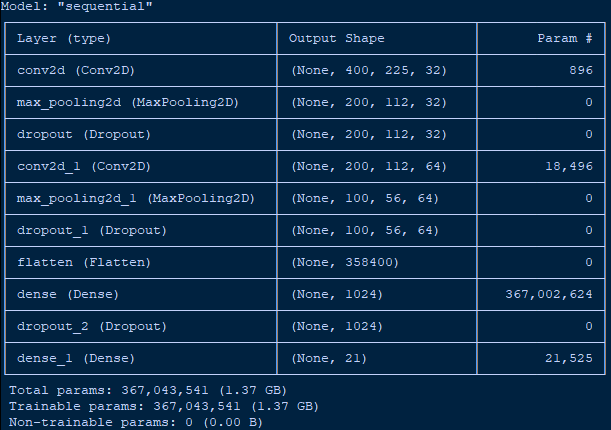 Model: "sequential"
Layer (type) Output Shape Param #
conv2d (Conv2D) (None, 400, 225, 32) 896
max_pooling2d (MaxPooling2D) (None, 200, 112, 32) 0
dropout (Dropout) (None, 200, 112, 32) 0
conv2d_1 (Conv2D) (None, 200, 112, 64) 18,496
max_pooling2d_1 (MaxPooling2D) (None, 100, 56, 64) 0
dropout_1 (Dropout) (None, 100, 56, 64) 0
flatten (Flatten) (None, 358400) 0
dense (Dense) (None, 1024) 367,002,624
dropout_2 (Dropout) (None, 1024) 0
dense_1 (Dense) (None, 21) 21,525
Total params: 367,043,541 (1.37 GB)
Trainable params: 367,043,541 (1.37 GB)
Non-trainable params: 0 (0.00 B)